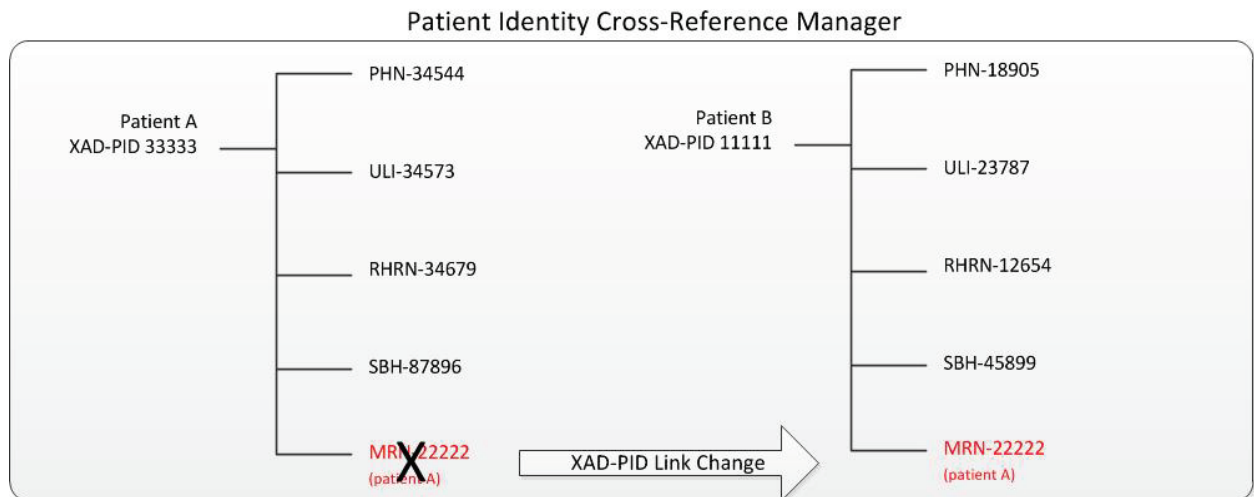 Patient Identity Cross-Reference Manager
PHN-34544
Patient A
XAD-PID 33333
ULI-34573
RHRN-34679
SBH-87896
MRN-22222
(patient A)
X
XAD-PID Link Change
PHN-18905
Patient B
XAD-PID 11111
ULI-23787
RHRN-12654
SBH-45899
MRN-22222
(patient A)